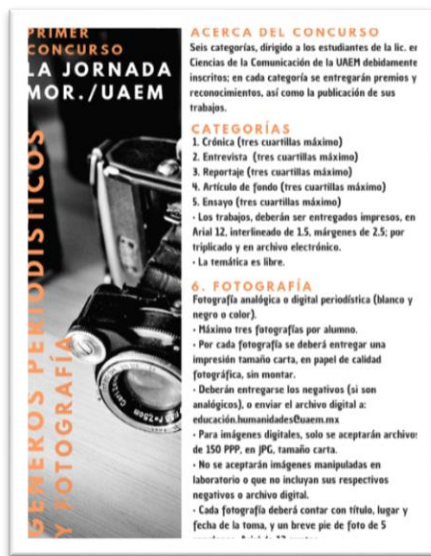 PRIMER
CONCURSO
LA JORNADA
MOR./UAEM
GENEROS PERIODÍSTICOS
Y FOTOGRAFÍA
ACERCA DEL CONCURSO
Seis categorías, dirigido a los estudiantes de la lic. en
Ciencias de la Comunicación de la UAEM debidamente
inscritos; en cada categoría se entregarán premios y
reconocimientos, así como la publicación de sus
trabajos.
CATEGORÍAS
1. Crónica (tres cuartillas máximo)
2. Entrevista (tres cuartillas máximo)
3. Reportaje (tres cuartillas máximo)
4. Artículo de fondo (tres cuartillas máximo)
5. Ensayo (tres cuartillas máximo)
• Los trabajos, deberán ser entregados impresos, en
Arial 12, interlineado de 1.5, márgenes de 2.5; por
triplicado y en archivo electrónico.
• La temática es libre.
6. FOTOGRAFÍA
Fotografía analógica o digital periodística (blanco y
negro o color).
• Máximo tres fotografías por alumno.
• Por cada fotografía se deberá entregar una
impresión tamaño carta, en papel de calidad
fotográfica, sin montar.
• Deberán entregarse los negativos (si son
analógicos), o enviar el archivo digital a:
educación.humanidades@uaem.mx
• Para imágenes digitales, solo se aceptarán archivos
de 150 PPP, en JPG, tamaño carta.
• No se aceptarán imágenes manipuladas en
laboratorio o que no incluyan sus respectivos
negativos o archivo digital.
• Cada fotografía deberá contar con título, lugar y
fecha de la toma, y un breve pie de foto de 5